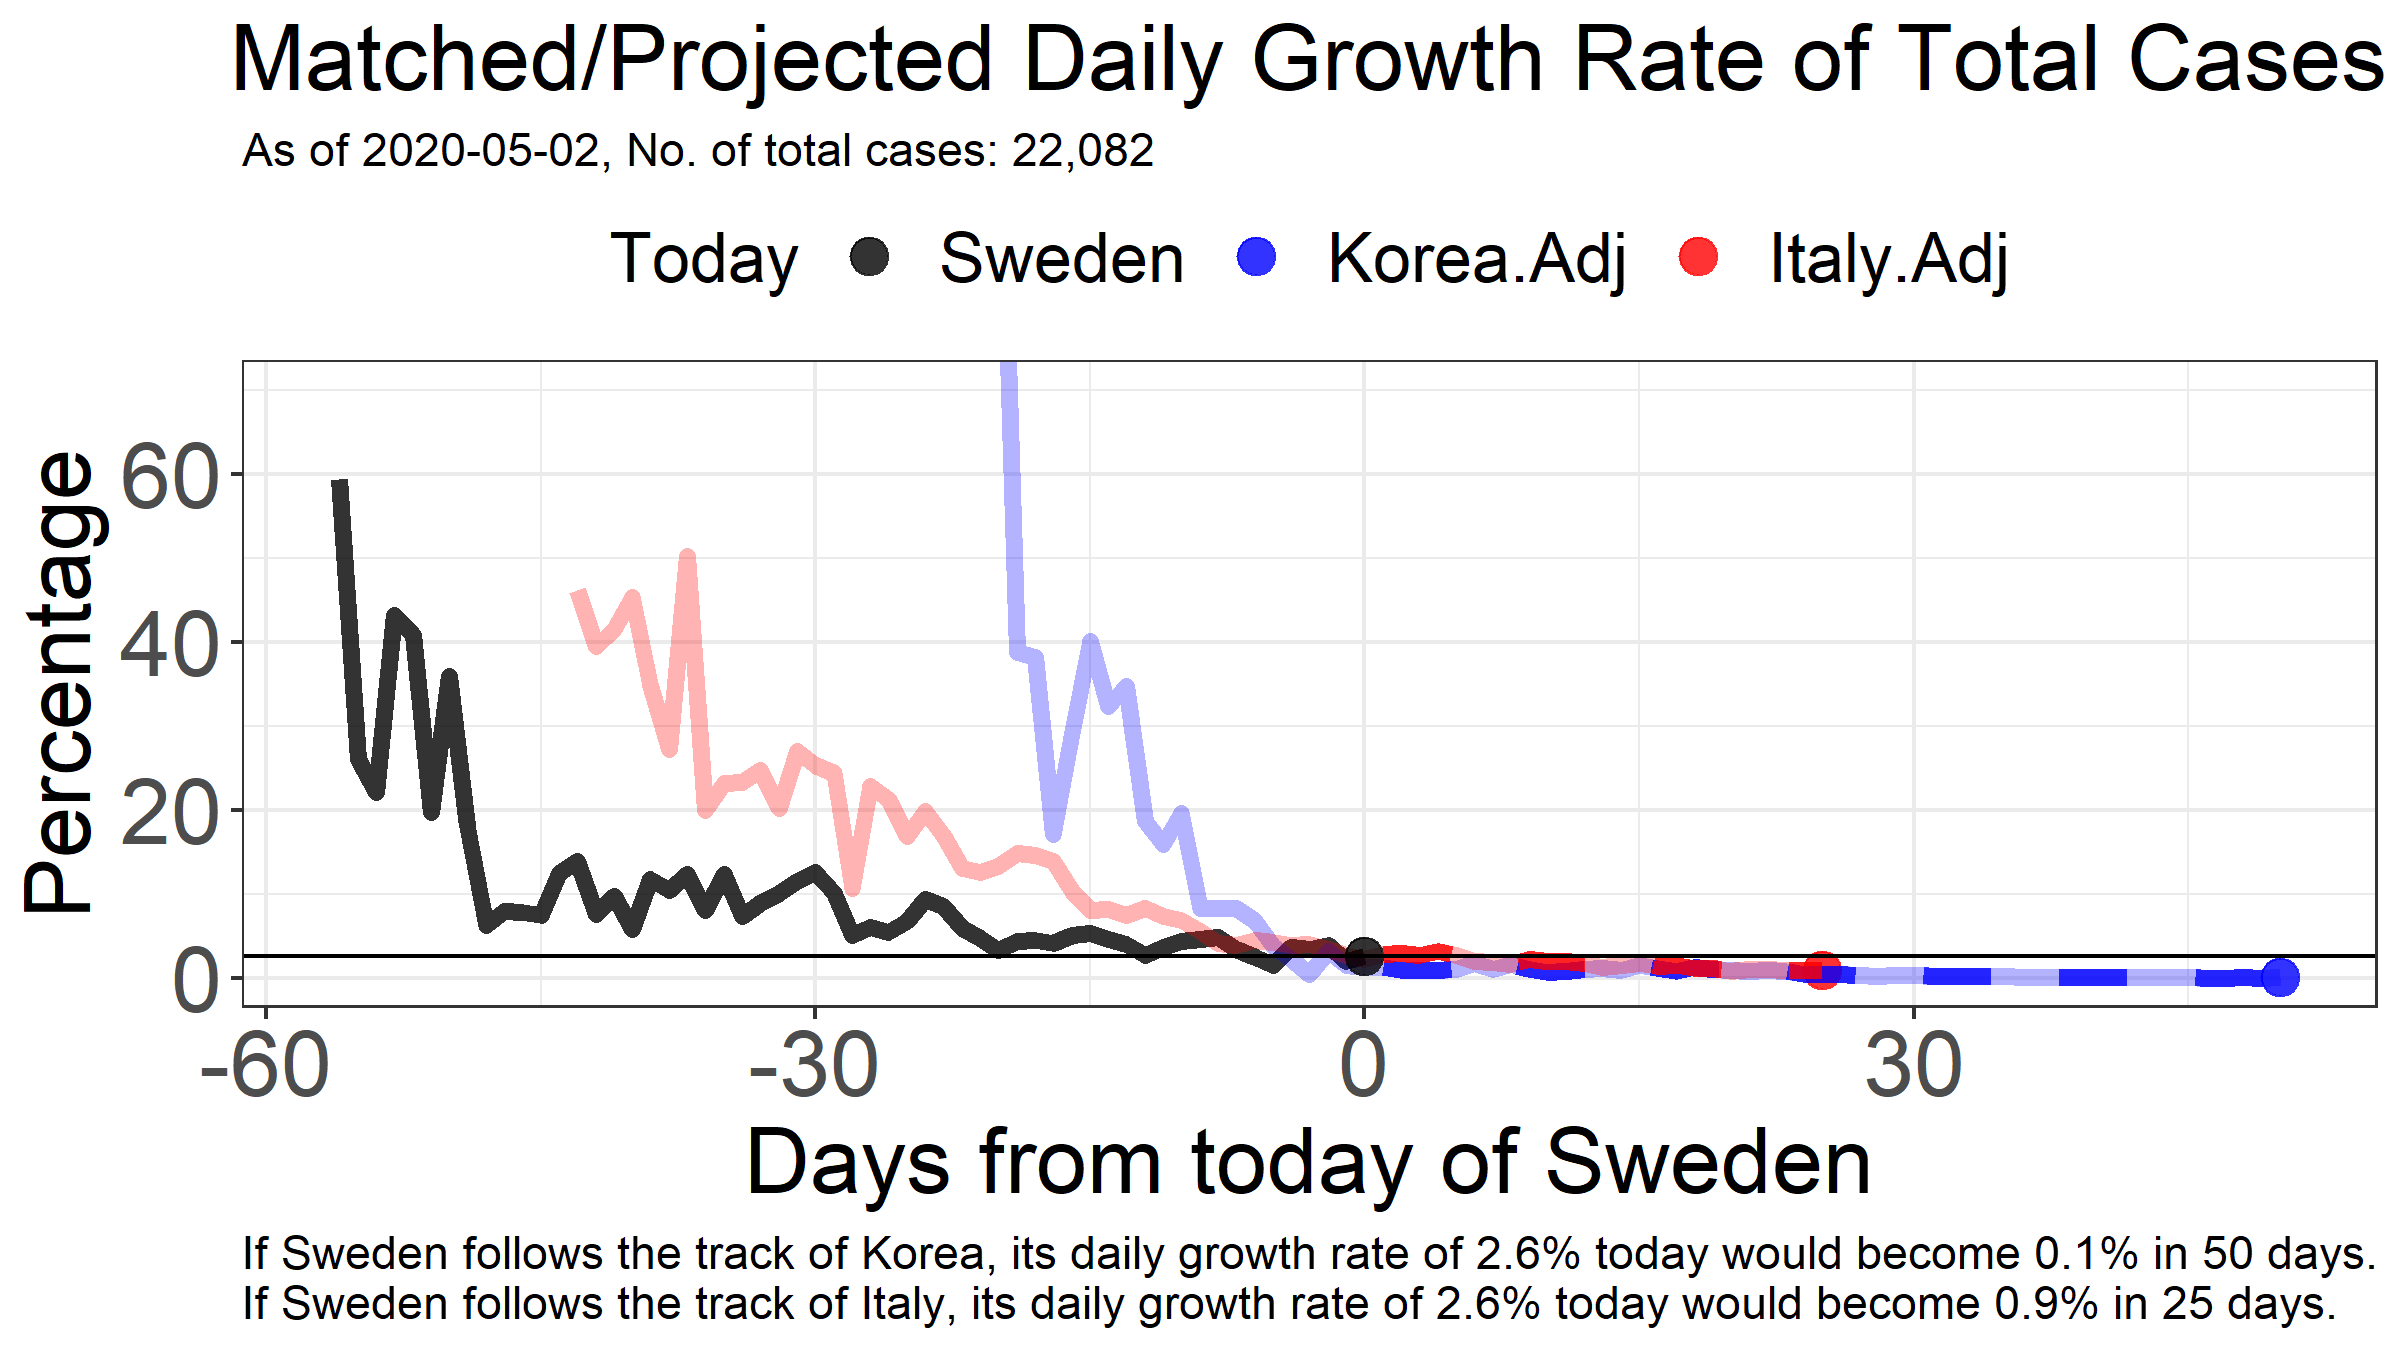 Matched/Projected Daily Growth Rate of Total Cases
As of 2020-05-02, No. of total cases: 22,082
Today Sweden Korea.Adj Italy.Adj
Percentage
60
40
20
0
-60 -30 0 30
Days from today of Sweden
If Sweden follows the track of Korea, its daily growth rate of 2.6% today would become 0.1% in 50 days.
If Sweden follows the track of Italy, its daily growth rate of 2.6% today would become 0.9% in 25 days.